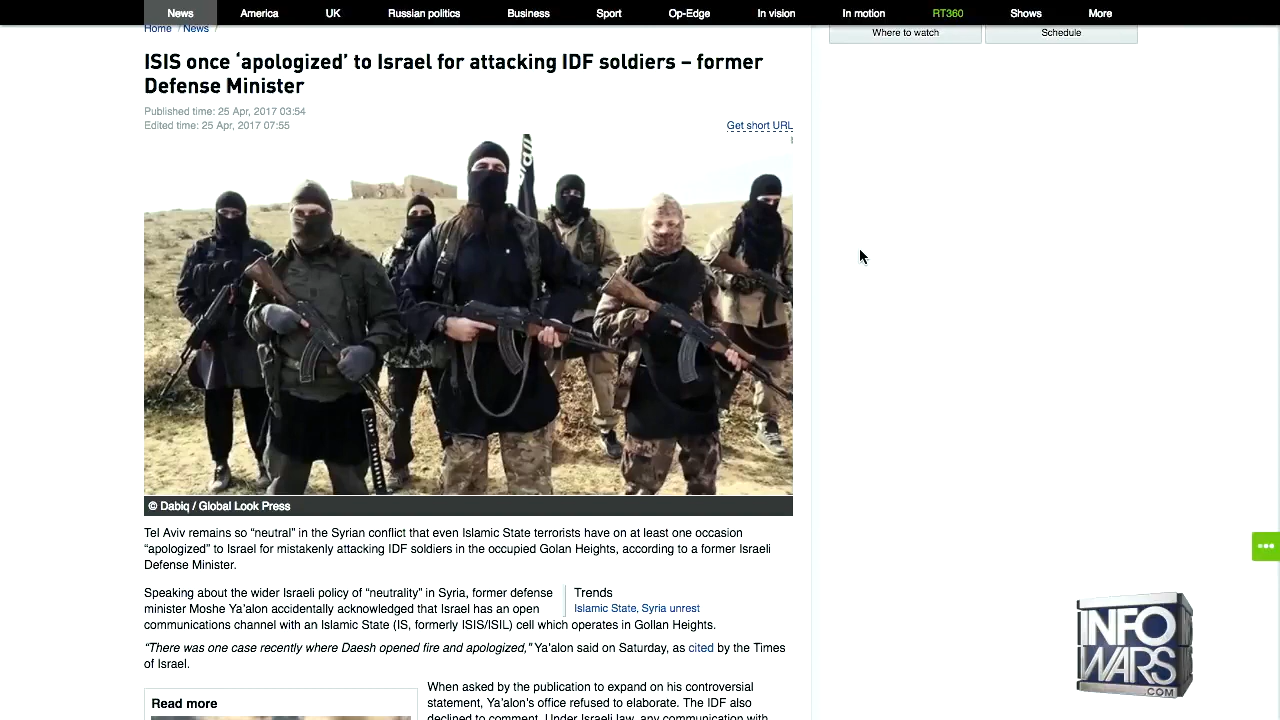 News America UK Russian politics Business Sport Op-Edge In vision In motion RT360 Shows More
Home / News /
Where to watch Schedule
ISIS once ‘apologized’ to Israel for attacking IDF soldiers – former
Defense Minister
Published time: 25 Apr, 2017 03:54
Edited time: 25 Apr, 2017 07:55
Get short URL
© Dabiq / Global Look Press
Tel Aviv remains so “neutral” in the Syrian conflict that even Islamic State terrorists have on at least one occasion
“apologized” to Israel for mistakenly attacking IDF soldiers in the occupied Golan Heights, according to a former Israeli
Defense Minister.
Speaking about the wider Israeli policy of “neutrality” in Syria, former defense
minister Moshe Ya’alon accidentally acknowledged that Israel has an open
communications channel with an Islamic State (IS, formerly ISIS/ISIL) cell which operates in Gollan Heights.
Trends
Islamic State, Syria unrest
“There was one case recently where Daesh opened fire and apologized,” Ya’alon said on Saturday, as cited by the Times
of Israel.
Read more
When asked by the publication to expand on his controversial
statement, Ya’alon’s office refused to elaborate. The IDF also
declined to comment. Under Israeli law, any communication with
INFO
WARS
.COM